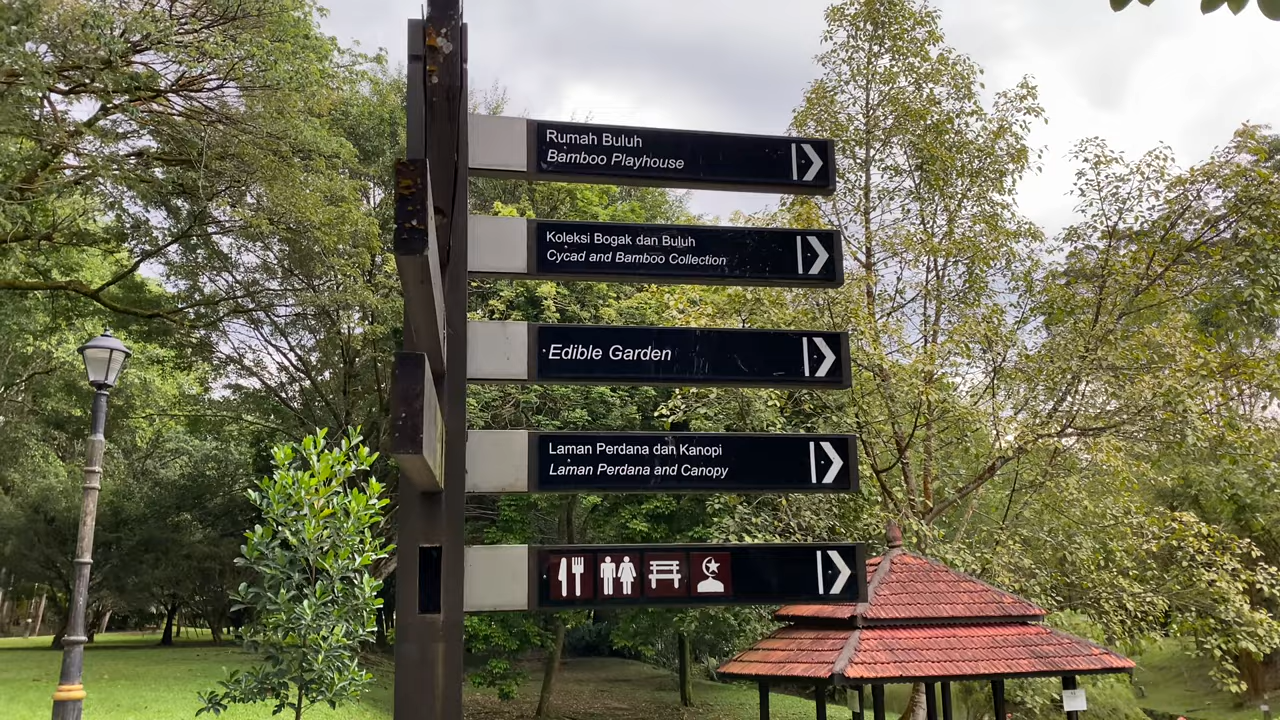 Rumah Buluh
Bamboo Playhouse
Koleksi Bogak dan Buluh
Cycad and Bamboo Collection
Edible Garden
Laman Perdana dan Kanopi
Laman Perdana and Canopy